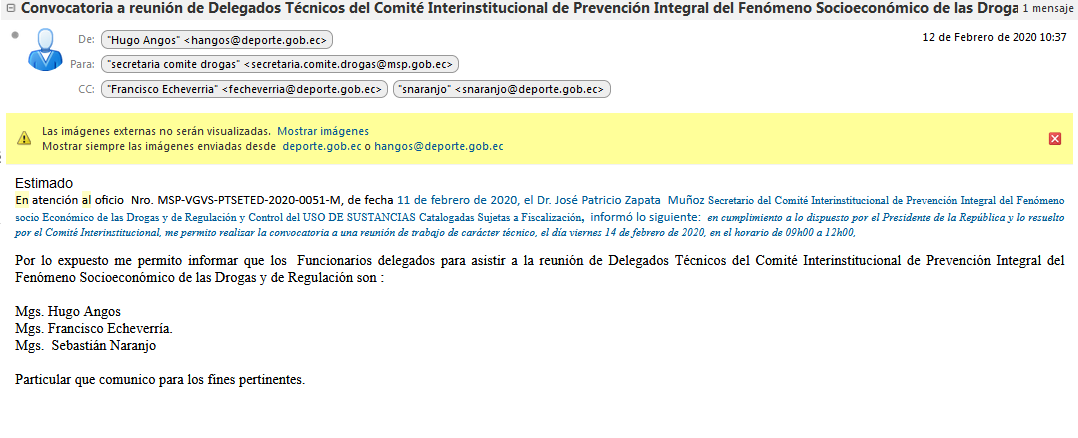 Convocatoria a reunión de Delegados Técnicos del Comité Interinstitucional de Prevención Integral del Fenómeno Socioeconómico de las Droga 1 mensaje
De: "Hugo Angos" <hangos@deporte.gob.ec>
12 de Febrero de 2020 10:37
Para: "secretaria comite drogas" <secretaria.comite.drogas@msp.gob.ec>
CC: "Francisco Echeverria" <fecheverria@deporte.gob.ec> "snaranjo" <snaranjo@deporte.gob.ec>
Las imágenes externas no serán visualizadas. Mostrar imágenes
Mostrar siempre las imágenes enviadas desde deporte.gob.ec o hangos@deporte.gob.ec
Estimado
En atención al oficio Nro. MSP-VGVS-PTSETED-2020-0051-M, de fecha 11 de febrero de 2020, el Dr. José Patricio Zapata Muñoz Secretario del Comité Interinstitucional de Prevención Integral del Fenómeno
socio Económico de las Drogas y de Regulación y Control del USO DE SUSTANCIAS Catalogadas Sujetas a Fiscalización, informó lo siguiente: en cumplimiento a lo dispuesto por el Presidente de la República y lo resuelto
por el Comité Interinstitucional, me permito realizar la convocatoria a una reunión de trabajo de carácter técnico, el día viernes 14 de febrero de 2020, en el horario de 09h00 a 12h00,
Por lo expuesto me permito informar que los Funcionarios delegados para asistir a la reunión de Delegados Técnicos del Comité Interinstitucional de Prevención Integral del
Fenómeno Socioeconómico de las Drogas y de Regulación son :
Mgs. Hugo Angos
Mgs. Francisco Echeverría.
Mgs. Sebastián Naranjo
Particular que comunico para los fines pertinentes.